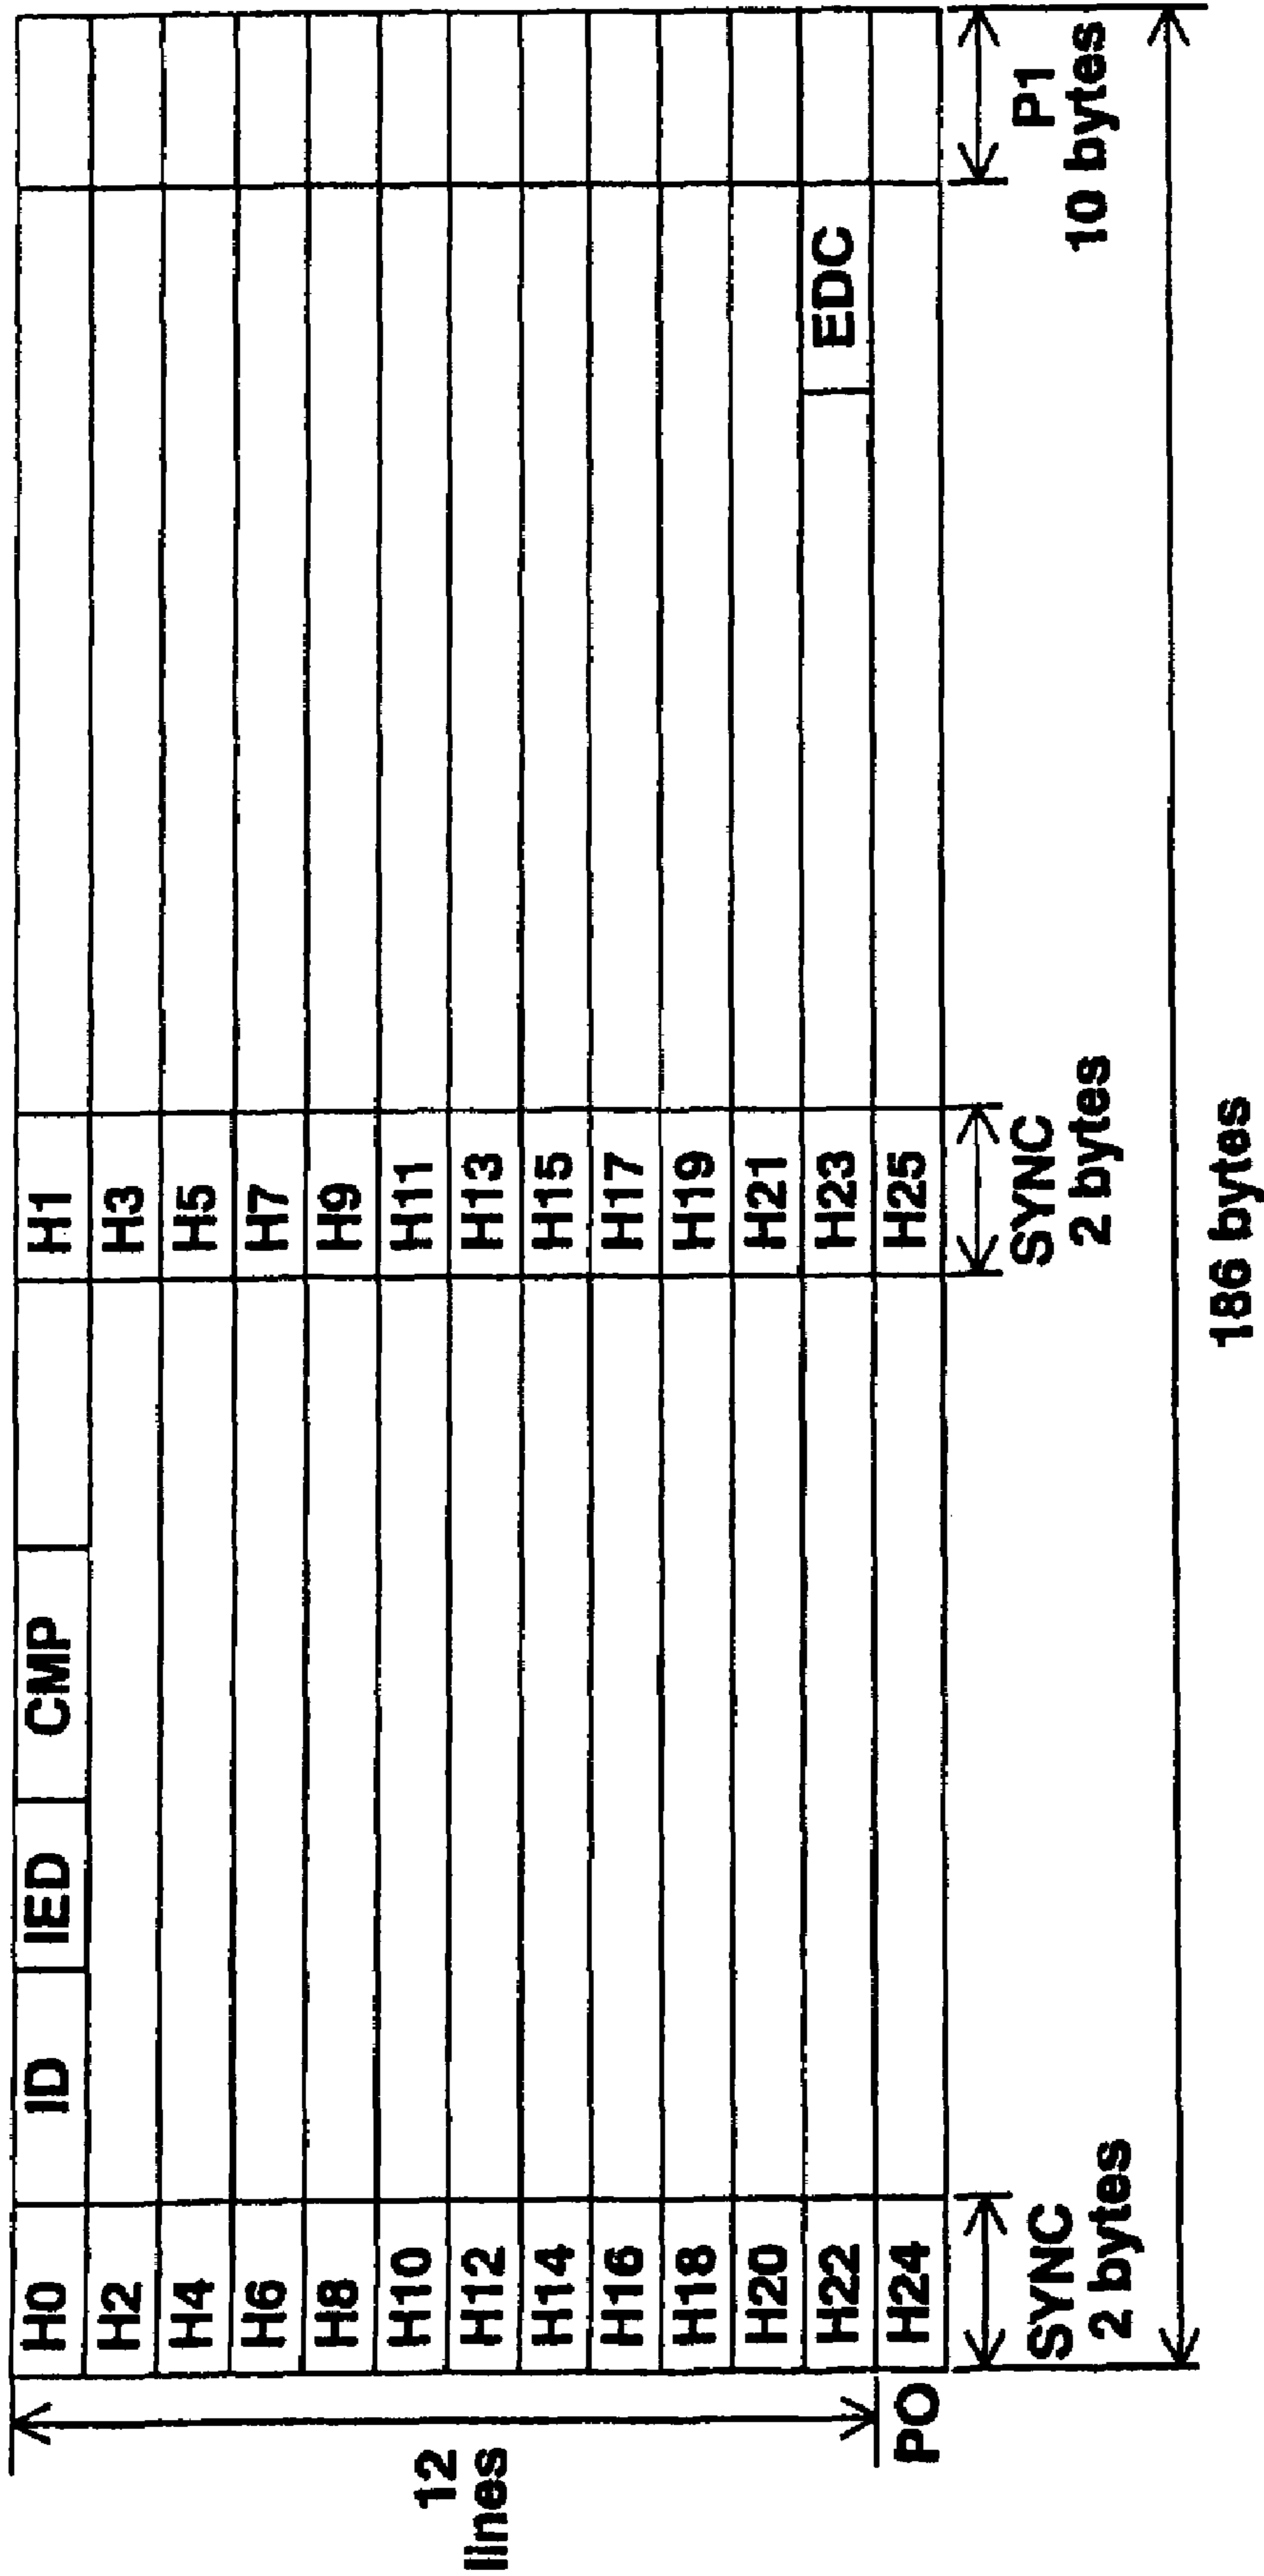 H0 ID IED CMP H1
H2 H3
H4 H5
H6 H7
H8 H9
H10 H11
H12 H13
H14 H15
H16 H17
H18 H19
H20 H21
H22 H23 EDC
H24 H25
12
lines
PO
SYNC
2 bytes
SYNC
2 bytes
P1
10 bytes
186 bytes